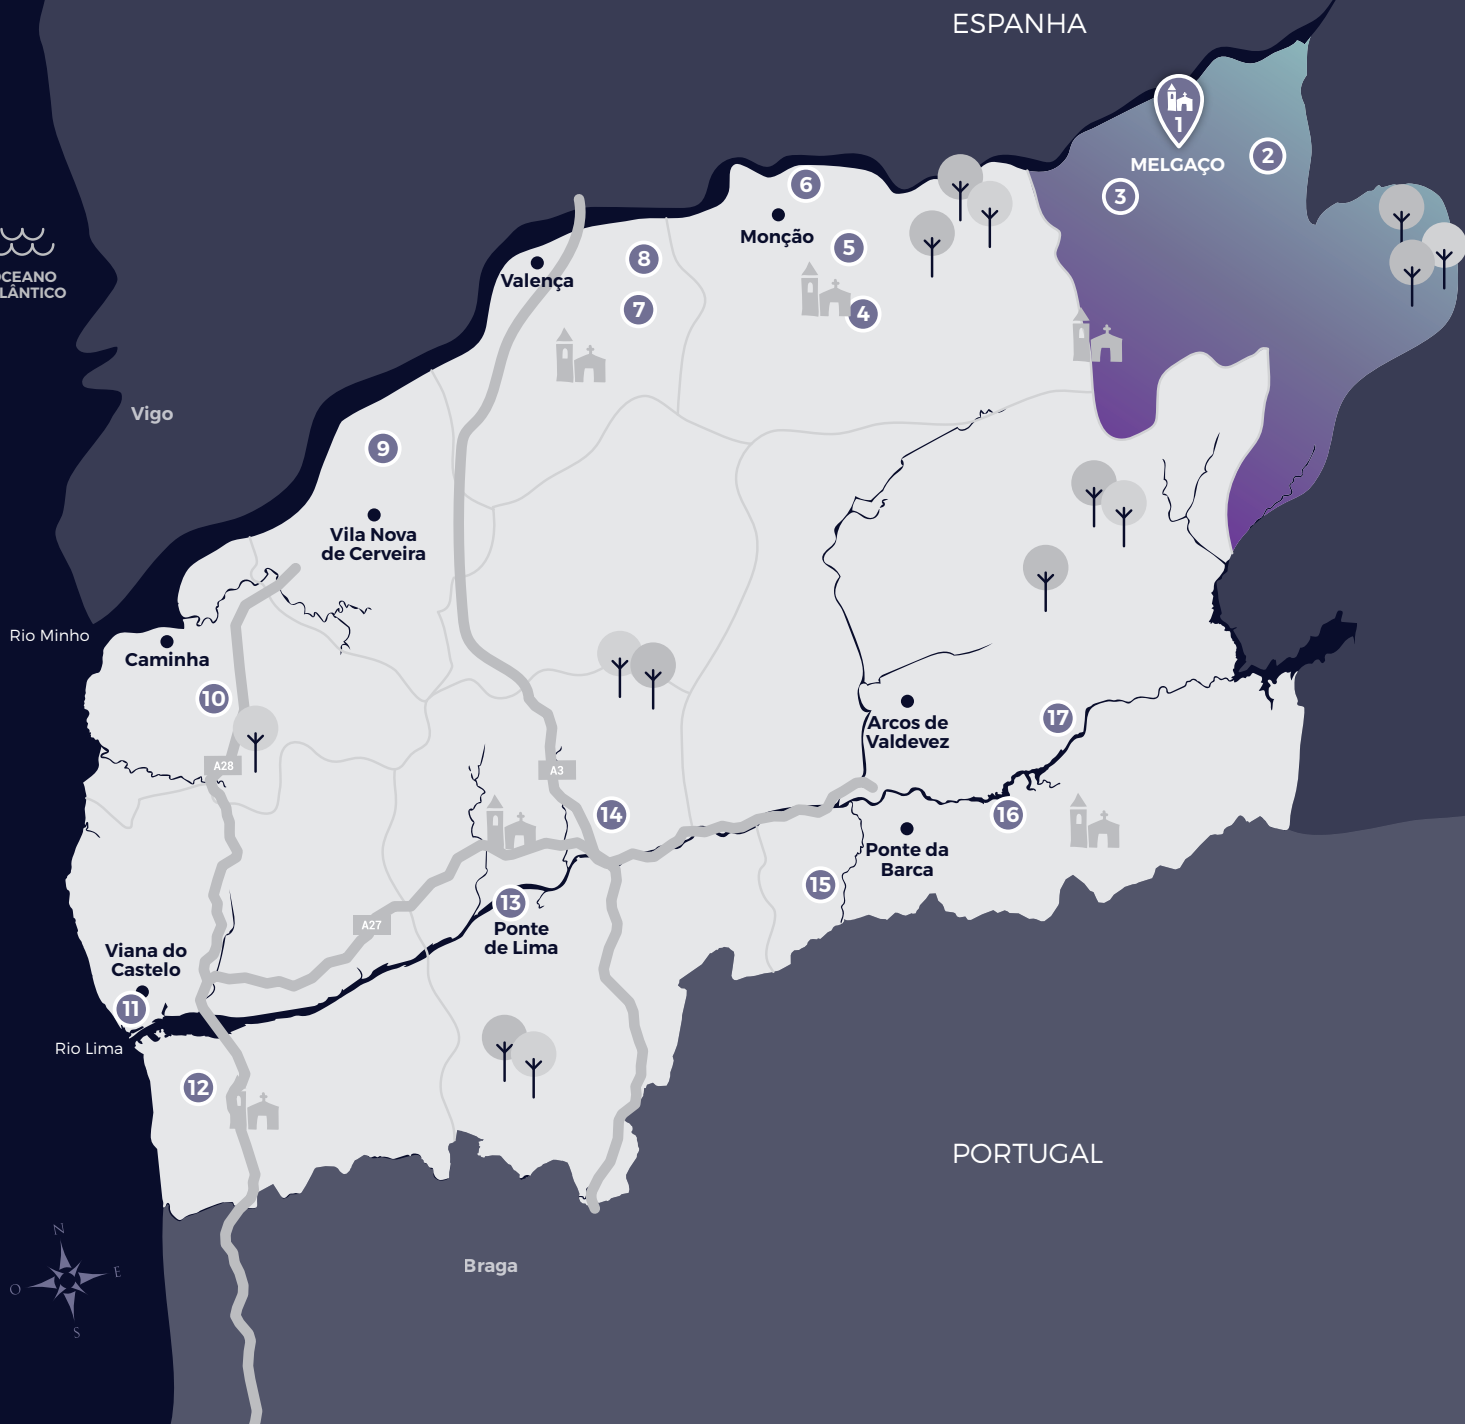 ESPANHA
1
MELGAÇO
2
3
6
Monção
5
4
8
Valença
7
CEANO
LÂNTICO
Vigo
9
Vila Nova
de Cerveira
Rio Minho
Caminha
10
A28
A3
Arcos de
Valdevez
17
14
16
Ponte da
Barca
15
13
Ponte
de Lima
A27
Viana do
Castelo
11
Rio Lima
12
PORTUGAL
Braga
N
E
O
S